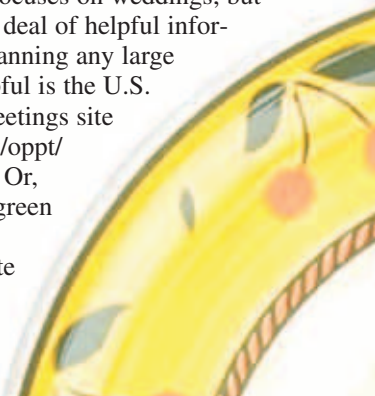 focuses on weddings, but
deal of helpful infor-
anning any large
ful is the U.S.
eetings site
/oppt/
Or,
green
te